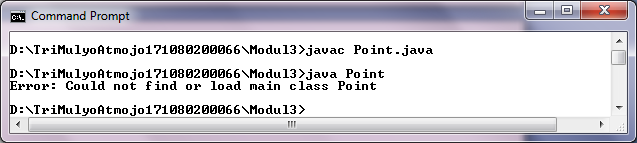 Command Prompt
D:\TriMulyoAtmojo171080200066\Modul3>javac Point.java
D:\TriMulyoAtmojo171080200066\Modul3>java Point
Error: Could not find or load main class Point
D:\TriMulyoAtmojo171080200066\Modul3>